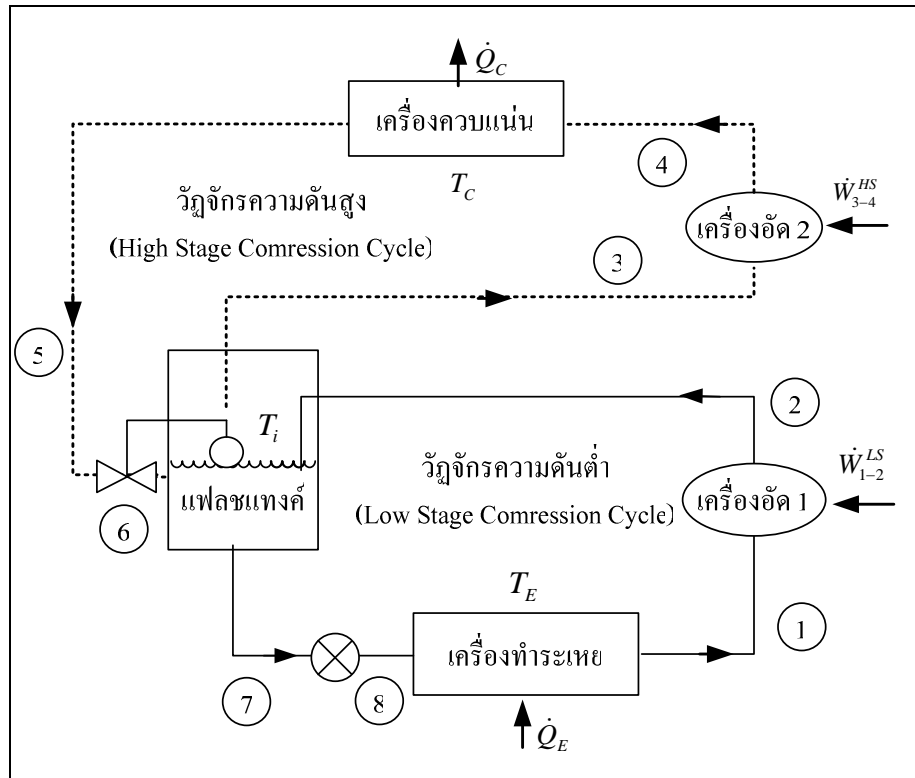 Q̇_C
เครื่องควบแน่น
4
T_C
Ẇ^{HS}_{3-4}
วัฏจักรความดันสูง
(High Stage Comression Cycle)
เครื่องอัด 2
3
5
2
T_i
วัฏจักรความดันต่ำ
(Low Stage Comression Cycle)
Ẇ^{LS}_{1-2}
แฟลชแทงค์
เครื่องอัด 1
6
T_E
1
เครื่องทำระเหย
7
8
Q̇_E